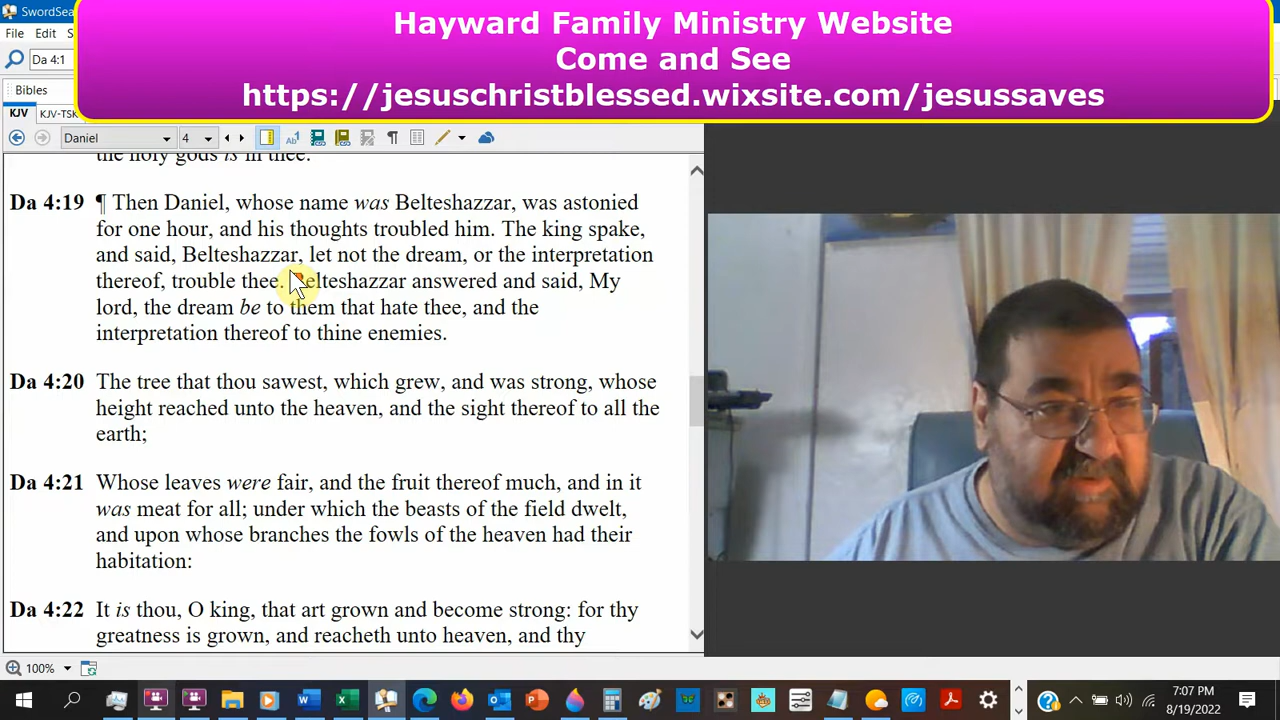 SwordSea
Hayward Family Ministry Website
Come and See
https://jesuschristblessed.wixsite.com/jesussaves
File Edit S
Da 4:1
Bibles
KJV KJV-TSK
Daniel 4
the holy gods is in thee.
Da 4:19 ¶ Then Daniel, whose name was Belteshazzar, was astonied
for one hour, and his thoughts troubled him. The king spake,
and said, Belteshazzar, let not the dream, or the interpretation
thereof, trouble thee. Belteshazzar answered and said, My
lord, the dream be to them that hate thee, and the
interpretation thereof to thine enemies.
Da 4:20 The tree that thou sawest, which grew, and was strong, whose
height reached unto the heaven, and the sight thereof to all the
earth;
Da 4:21 Whose leaves were fair, and the fruit thereof much, and in it
was meat for all; under which the beasts of the field dwelt,
and upon whose branches the fowls of the heaven had their
habitation:
Da 4:22 It is thou, O king, that art grown and become strong: for thy
greatness is grown, and reacheth unto heaven, and thy
100%
7:07 PM
8/19/2022